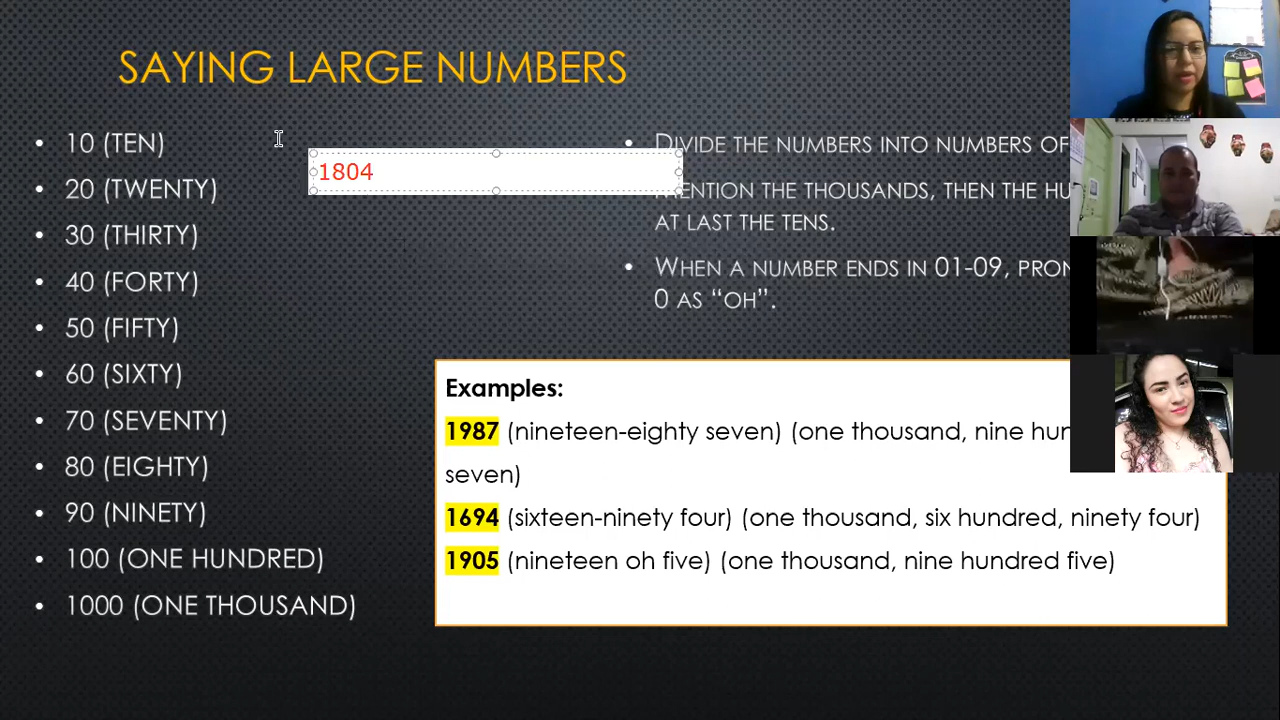 SAYING LARGE NUMBERS
• 10 (TEN)
• 20 (TWENTY)
• 30 (THIRTY)
• 40 (FORTY)
• 50 (FIFTY)
• 60 (SIXTY)
• 70 (SEVENTY)
• 80 (EIGHTY)
• 90 (NINETY)
• 100 (ONE HUNDRED)
• 1000 (ONE THOUSAND)
1804
• DIVIDE THE NUMBERS INTO NUMBERS OF
MENTION THE THOUSANDS, THEN THE
AT LAST THE TENS.
• WHEN A NUMBER ENDS IN 01-09,
0 AS “OH”.
Examples:
1987 (nineteen-eighty seven) (one thousand, nine
seven)
1694 (sixteen-ninety four) (one thousand, six hundred, ninety four)
1905 (nineteen oh five) (one thousand, nine hundred five)